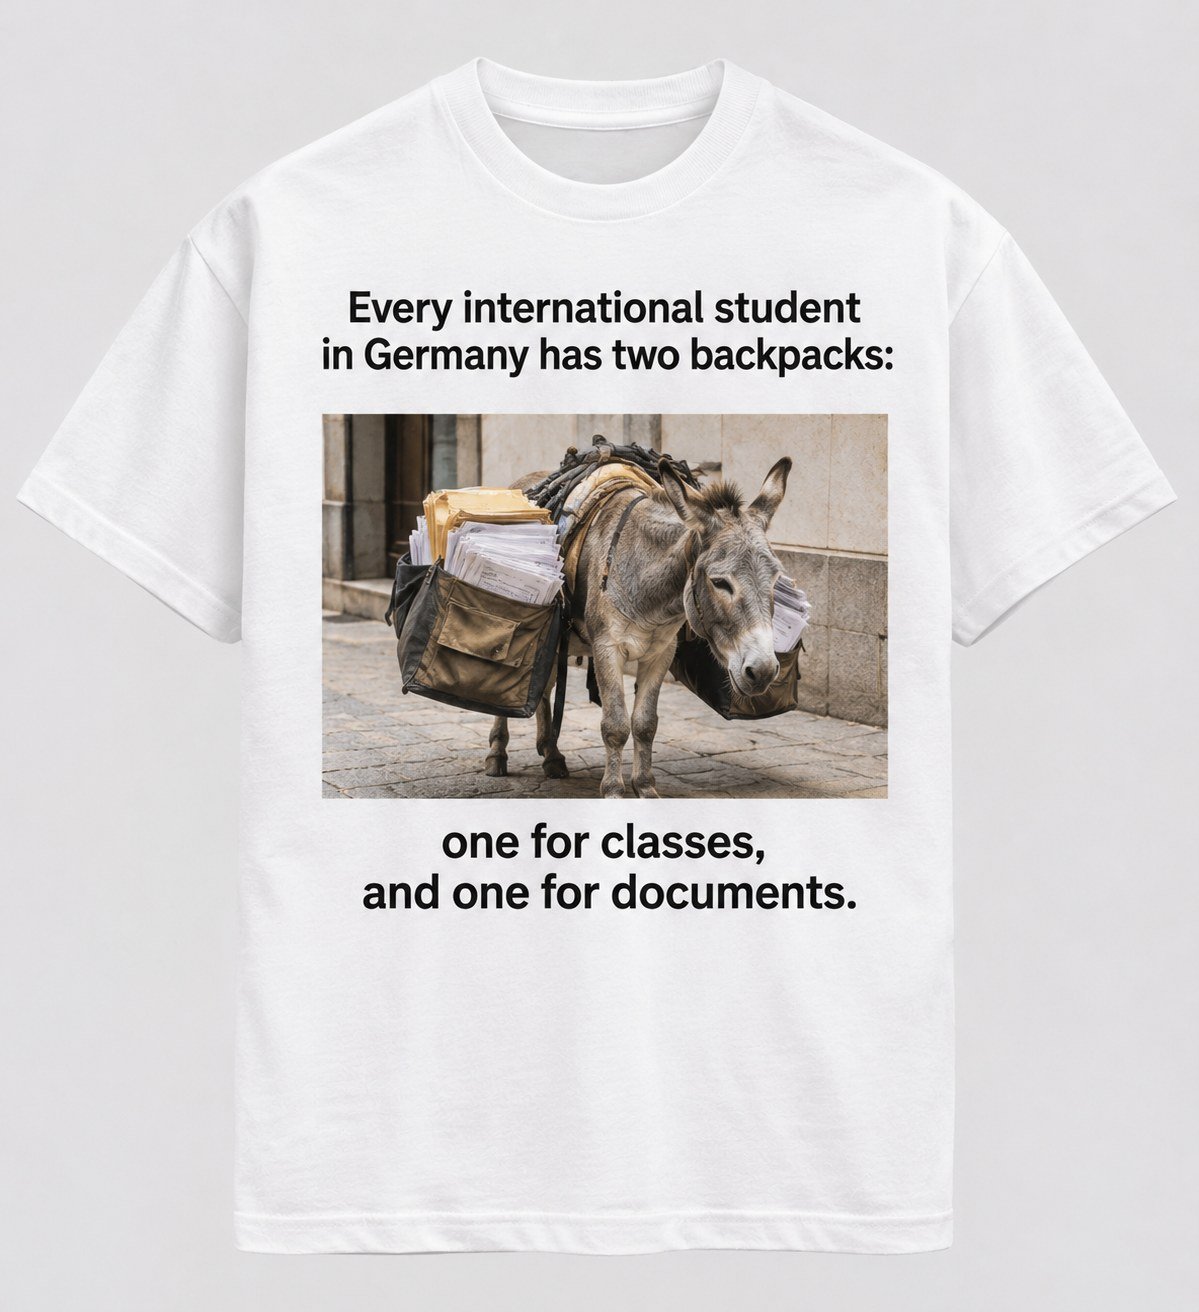 Every international student
in Germany has two backpacks:
one for classes,
and one for documents.